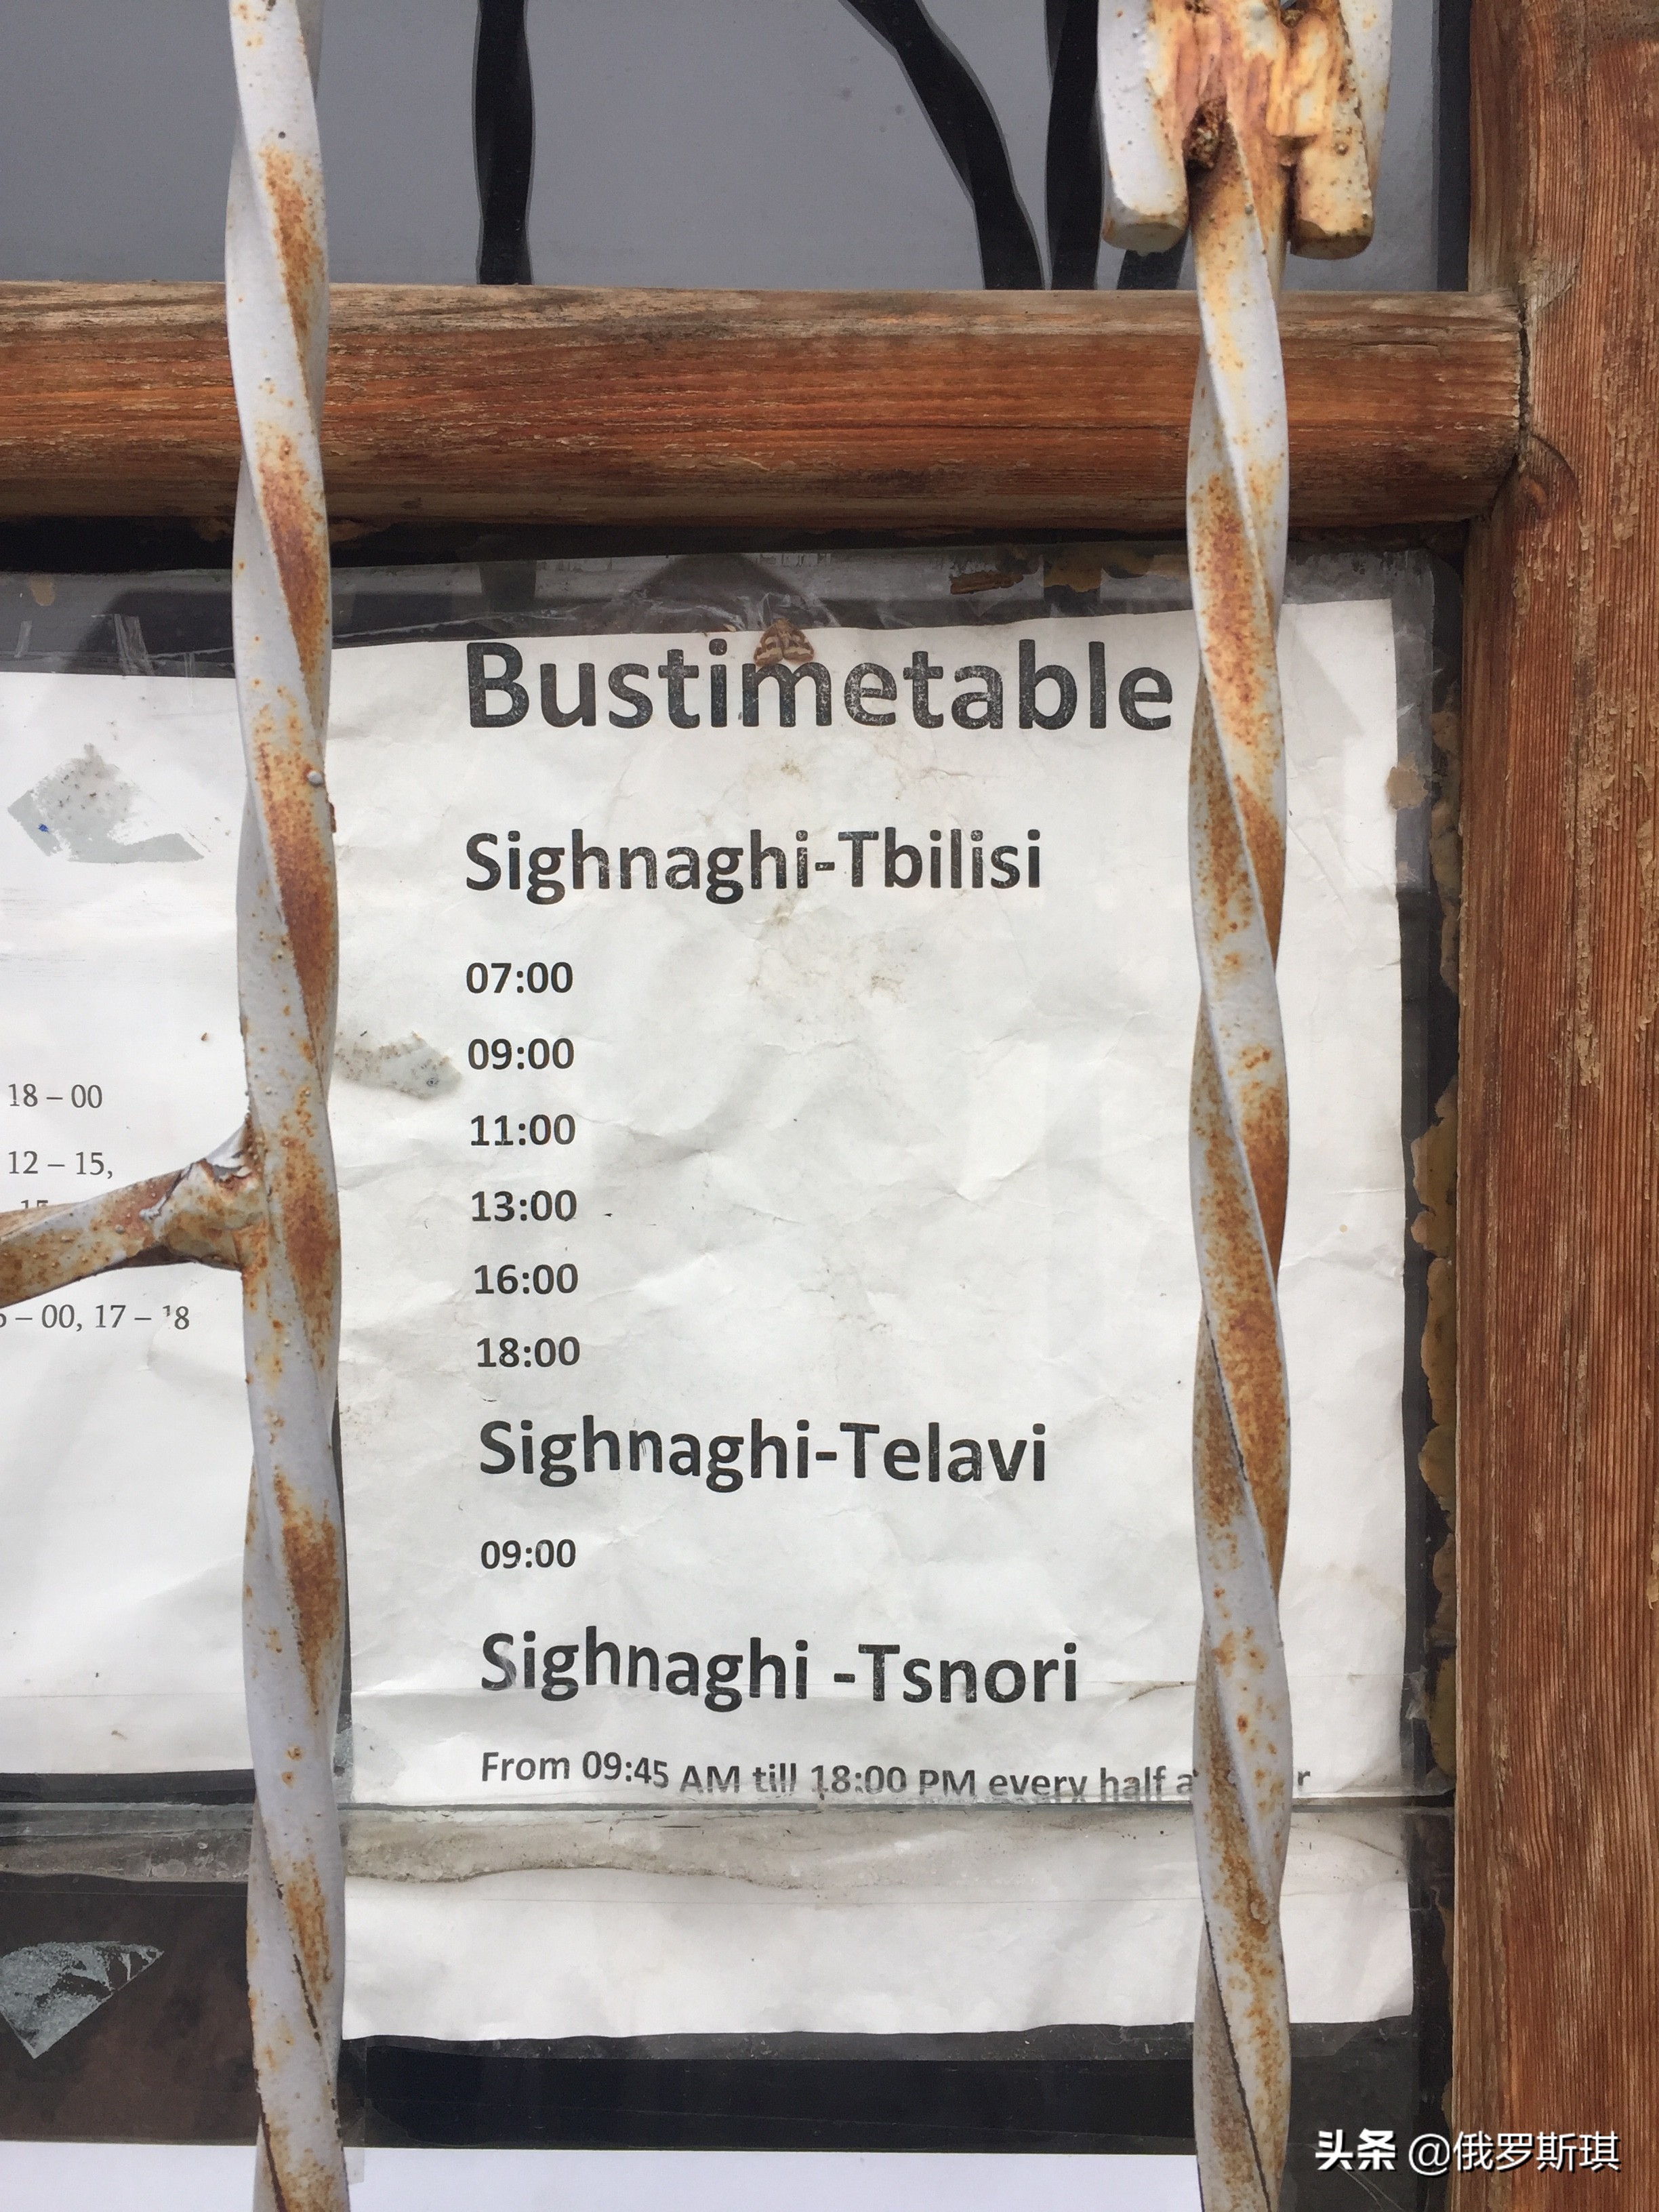 Bustimetable
Sighnaghi-Tbilisi
07:00
09:00
11:00
13:00
16:00
18:00
Sighnaghi-Telavi
09:00
Sighnaghi -Tsnori
From 09:45 AM till 18:00 PM every half
18 – 00
12 – 15,
– 00, 17 – 18
头条 @俄罗斯琪